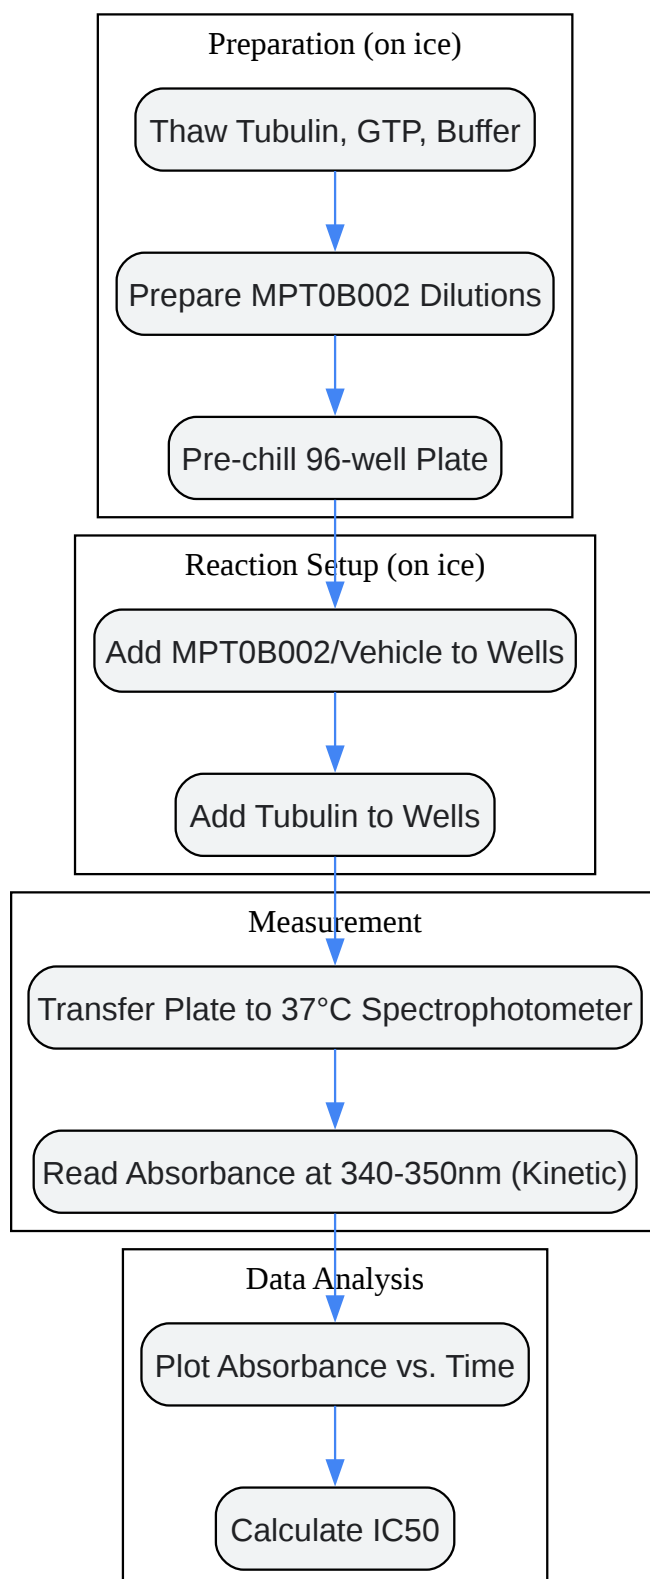 Preparation (on ice)
Thaw Tubulin, GTP, Buffer
Prepare MPT0B002 Dilutions
Pre-chill 96-well Plate
Reaction Setup (on ice)
Add MPT0B002/Vehicle to Wells
Add Tubulin to Wells
Measurement
Transfer Plate to 37°C Spectrophotometer
Read Absorbance at 340-350nm (Kinetic)
Data Analysis
Plot Absorbance vs. Time
Calculate IC50